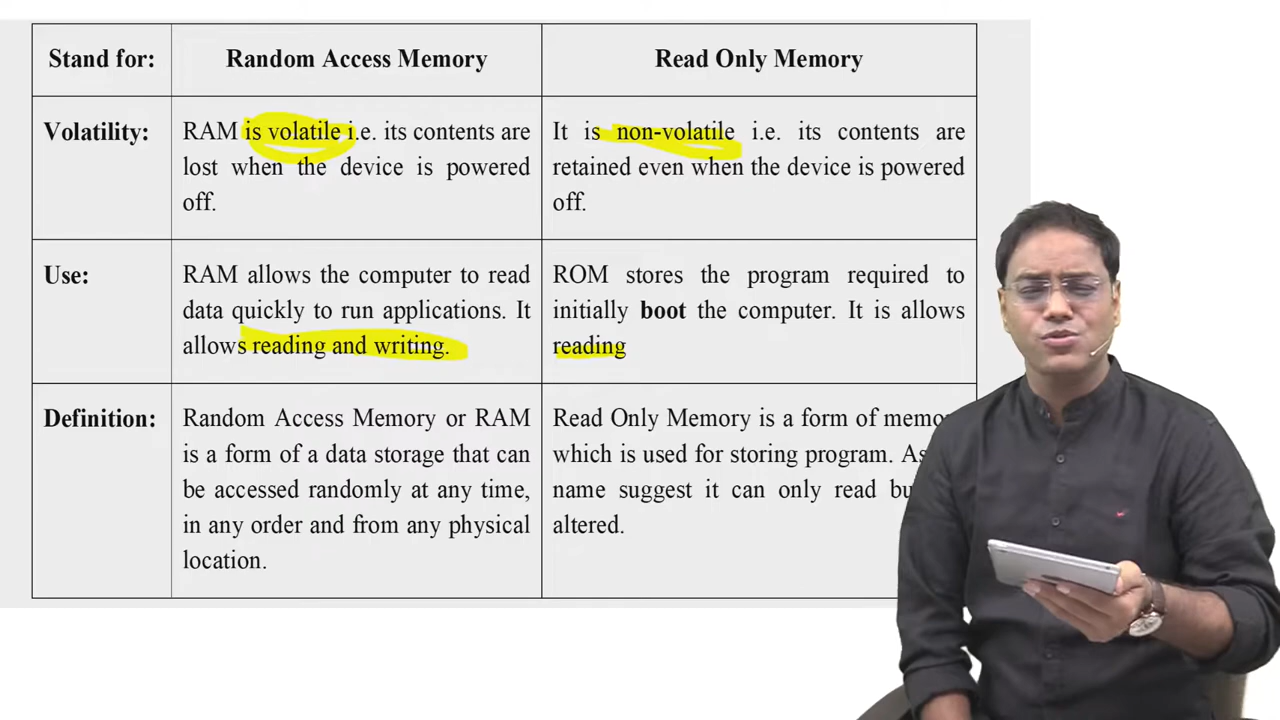 Stand for:
Random Access Memory
Read Only Memory
Volatility:
RAM is volatile i.e. its contents are
lost when the device is powered
off.
It is non-volatile i.e. its contents are
retained even when the device is powered
off.
Use:
RAM allows the computer to read
data quickly to run applications. It
allows reading and writing.
ROM stores the program required to
initially boot the computer. It is allows
reading
Definition:
Random Access Memory or RAM
is a form of a data storage that can
be accessed randomly at any time,
in any order and from any physical
location.
Read Only Memory is a form of
which is used for storing program.
name suggest it can only read
altered.